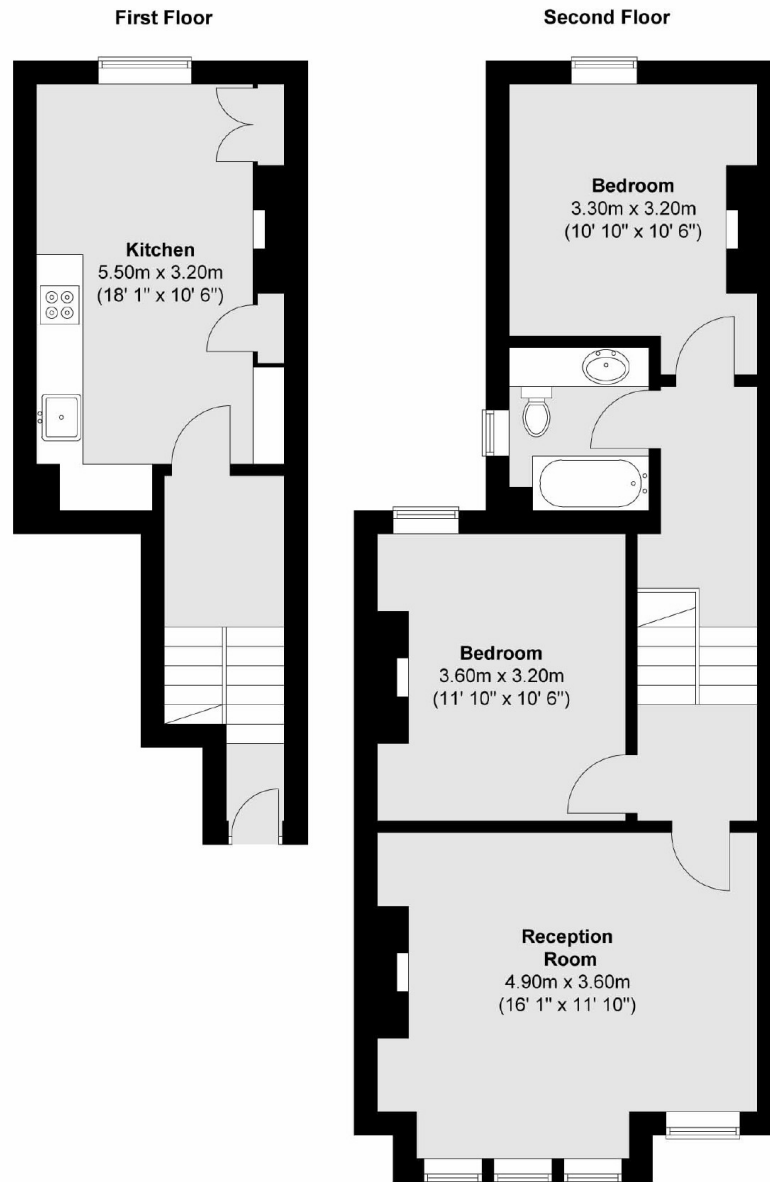 First Floor
Second Floor
Kitchen
5.50m x 3.20m
(18' 1" x 10' 6")
Bedroom
3.30m x 3.20m
(10' 10" x 10' 6")
Bedroom
3.60m x 3.20m
(11' 10" x 10' 6")
Reception
Room
4.90m x 3.60m
(16' 1" x 11' 10")